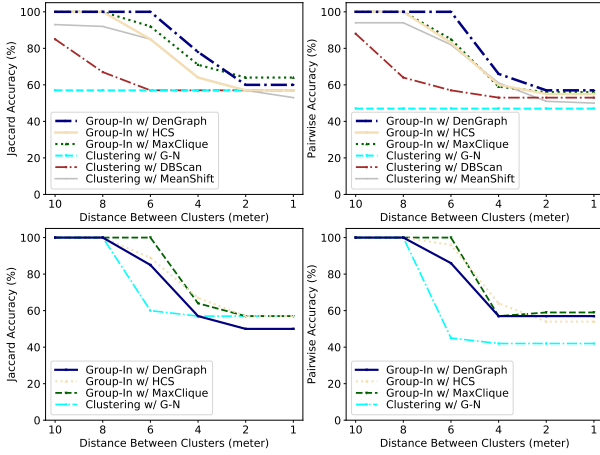 100
80
60
40
20
0
Jaccard Accuracy (%)
Group-In w/ DenGraph
Group-In w/ HCS
Group-In w/ MaxClique
Clustering w/ G-N
Clustering w/ DBScan
Clustering w/ MeanShift
10 8 6 4 2 1
Distance Between Clusters (meter)
100
80
60
40
20
0
Pairwise Accuracy (%)
Group-In w/ DenGraph
Group-In w/ HCS
Group-In w/ MaxClique
Clustering w/ G-N
Clustering w/ DBScan
Clustering w/ MeanShift
10 8 6 4 2 1
Distance Between Clusters (meter)
100
80
60
40
20
0
Jaccard Accuracy (%)
Group-In w/ DenGraph
Group-In w/ HCS
Group-In w/ MaxClique
Clustering w/ G-N
10 8 6 4 2 1
Distance Between Clusters (meter)
100
80
60
40
20
0
Pairwise Accuracy (%)
Group-In w/ DenGraph
Group-In w/ HCS
Group-In w/ MaxClique
Clustering w/ G-N
10 8 6 4 2 1
Distance Between Clusters (meter)